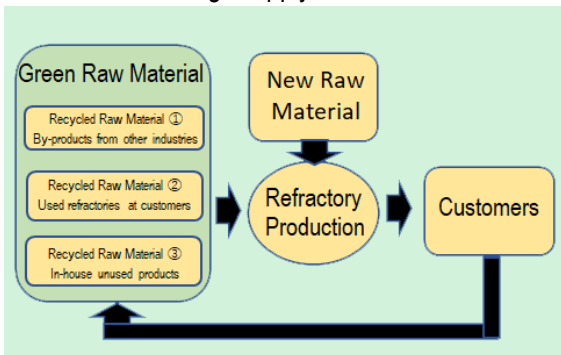 Green Raw Material
Recycled Raw Material ①
By-products from other industries
Recycled Raw Material ②
Used refractories at customers
Recycled Raw Material ③
In-house unused products
New Raw
Material
Refractory
Production
Customers